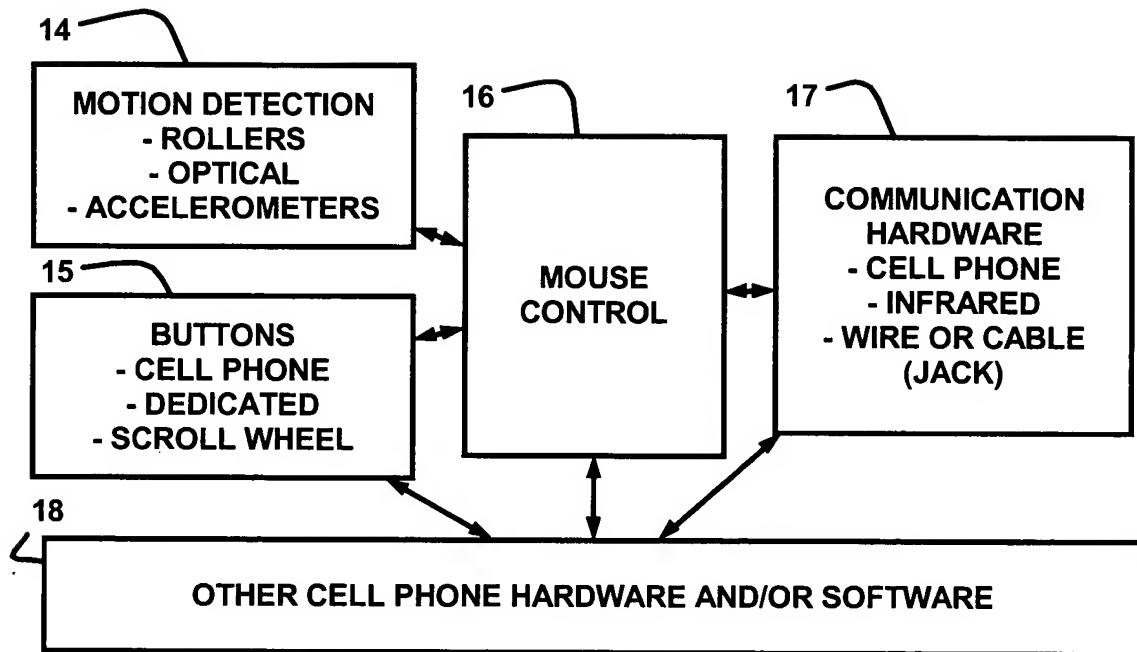 14
MOTION DETECTION
- ROLLERS
- OPTICAL
- ACCELEROMETERS
15
BUTTONS
- CELL PHONE
- DEDICATED
- SCROLL WHEEL
16
MOUSE
CONTROL
17
COMMUNICATION
HARDWARE
- CELL PHONE
- INFRARED
- WIRE OR CABLE
(JACK)
18
OTHER CELL PHONE HARDWARE AND/OR SOFTWARE